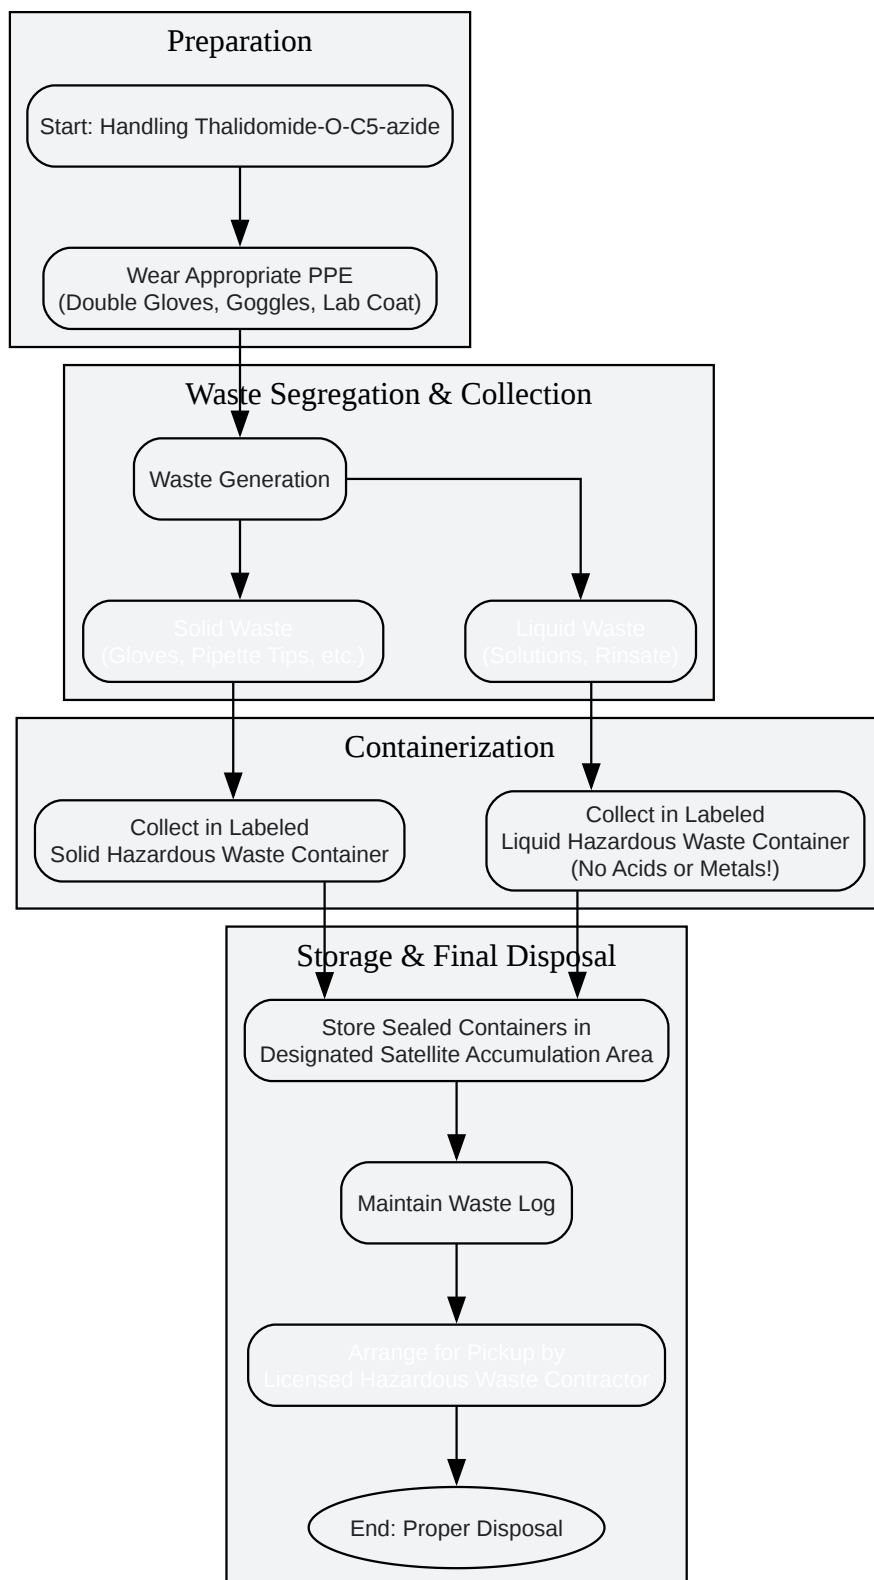 Preparation
Start: Handling Thalidomide-O-C5-azide
Wear Appropriate PPE
(Double Gloves, Goggles, Lab Coat)
Waste Segregation & Collection
Waste Generation
Solid Waste
(Gloves, Pipette Tips, etc.)
Liquid Waste
(Solutions, Rinsate)
Containerization
Collect in Labeled
Solid Hazardous Waste Container
Collect in Labeled
Liquid Hazardous Waste Container
(No Acids or Metals!)
Storage & Final Disposal
Store Sealed Containers in
Designated Satellite Accumulation Area
Maintain Waste Log
Arrange for Pickup by
Licensed Hazardous Waste Contractor
End: Proper Disposal